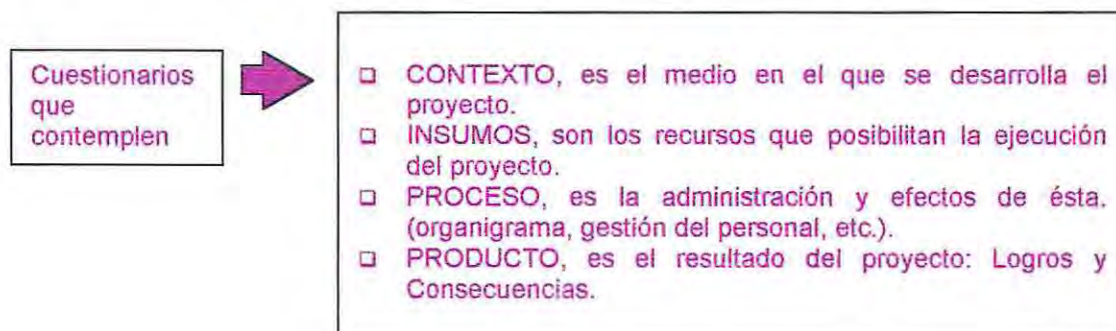 Cuestionarios
que
contemplen
❑ CONTEXTO, es el medio en el que se desarrolla el
proyecto.
❑ INSUMOS, son los recursos que posibilitan la ejecución
del proyecto.
❑ PROCESO, es la administración y efectos de ésta.
(organigrama, gestión del personal, etc.).
❑ PRODUCTO, es el resultado del proyecto: Logros y
Consecuencias.